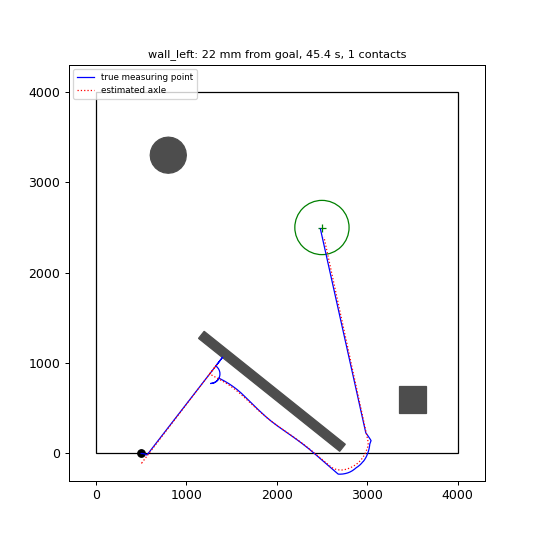 wall_left: 22 mm from goal, 45.4 s, 1 contacts
true measuring point
estimated axle
4000
3000
2000
1000
0
0 1000 2000 3000 4000